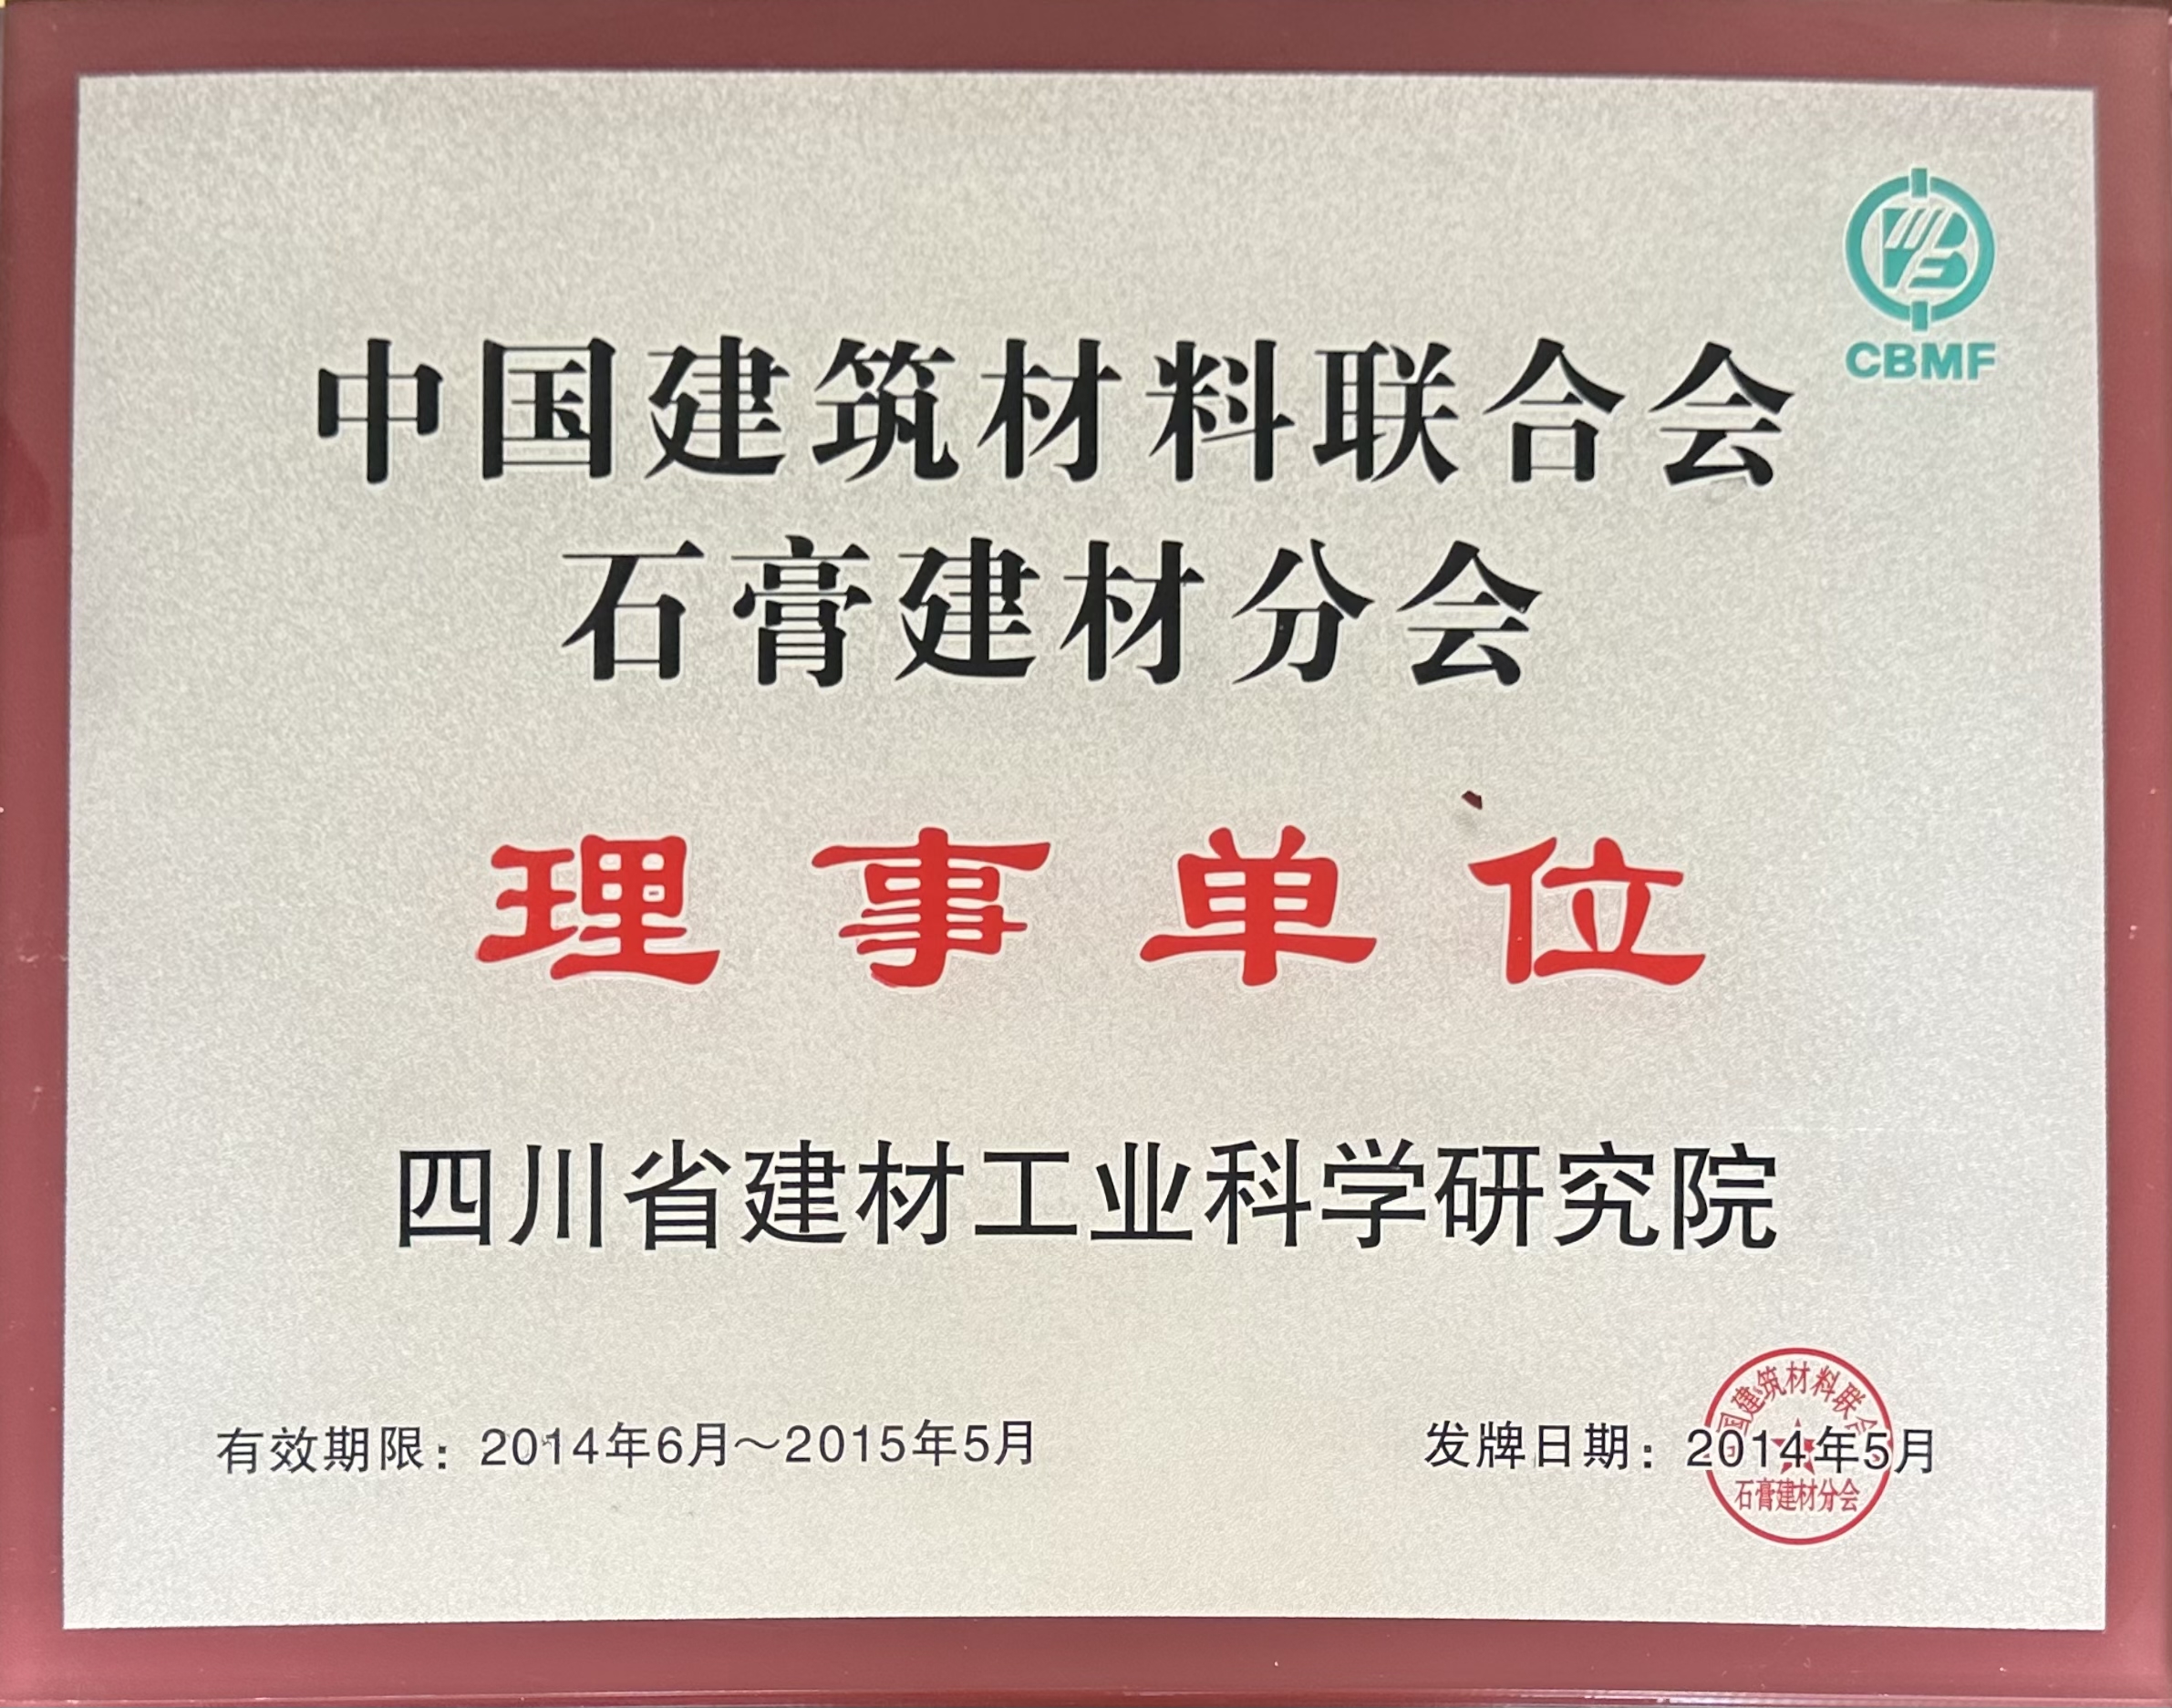 CBMF
中国建筑材料联合会
石膏建材分会
理事单位
四川省建材工业科学研究院
有效期限：2014年6月～2015年5月
发牌日期：2014年5月
国建筑材料联合
石膏建材分会